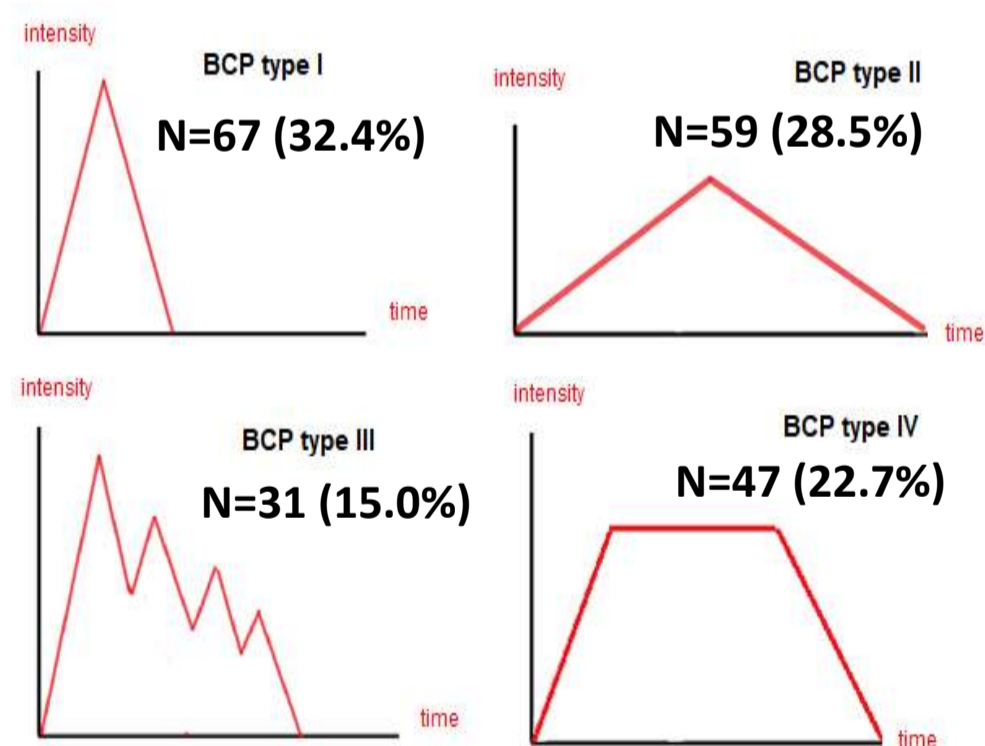 intensity
BCP type I
N=67 (32.4%)
time
intensity
BCP type II
N=59 (28.5%)
time
intensity
BCP type III
N=31 (15.0%)
time
intensity
BCP type IV
N=47 (22.7%)
time